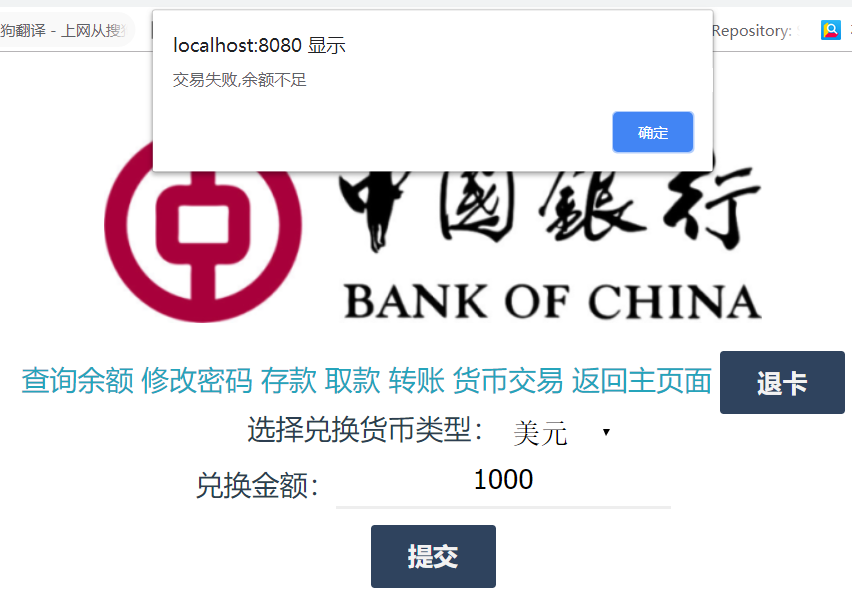 狗翻译 - 上网从搜狗
Repository:
localhost:8080 显示
交易失败,余额不足
确定
中國銀行
BANK OF CHINA
查询余额 修改密码 存款 取款 转账 货币交易 返回主页面 退卡
选择兑换货币类型： 美元
兑换金额： 1000
提交